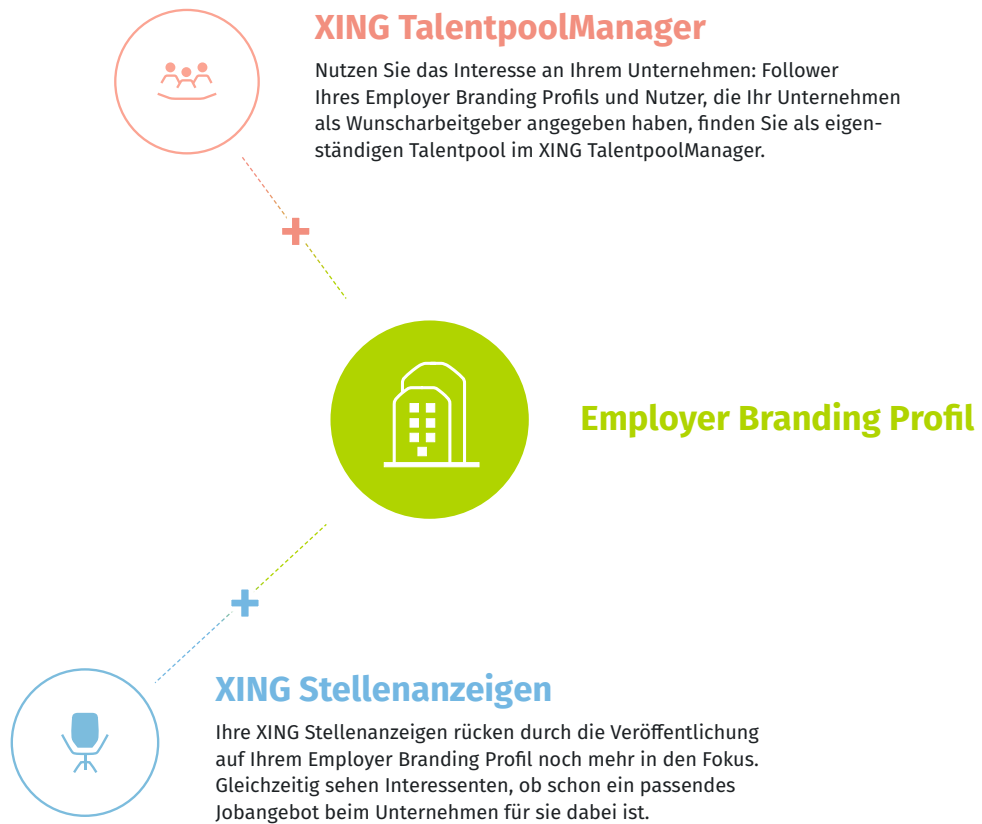 XING TalentpoolManager
Nutzen Sie das Interesse an Ihrem Unternehmen: Follower
Ihres Employer Branding Profils und Nutzer, die Ihr Unternehmen
als Wunscharbeitgeber angegeben haben, finden Sie als eigen-
ständigen Talentpool im XING TalentpoolManager.
Employer Branding Profil
XING Stellenanzeigen
Ihre XING Stellenanzeigen rücken durch die Veröffentlichung
auf Ihrem Employer Branding Profil noch mehr in den Fokus.
Gleichzeitig sehen Interessenten, ob schon ein passendes
Jobangebot beim Unternehmen für sie dabei ist.